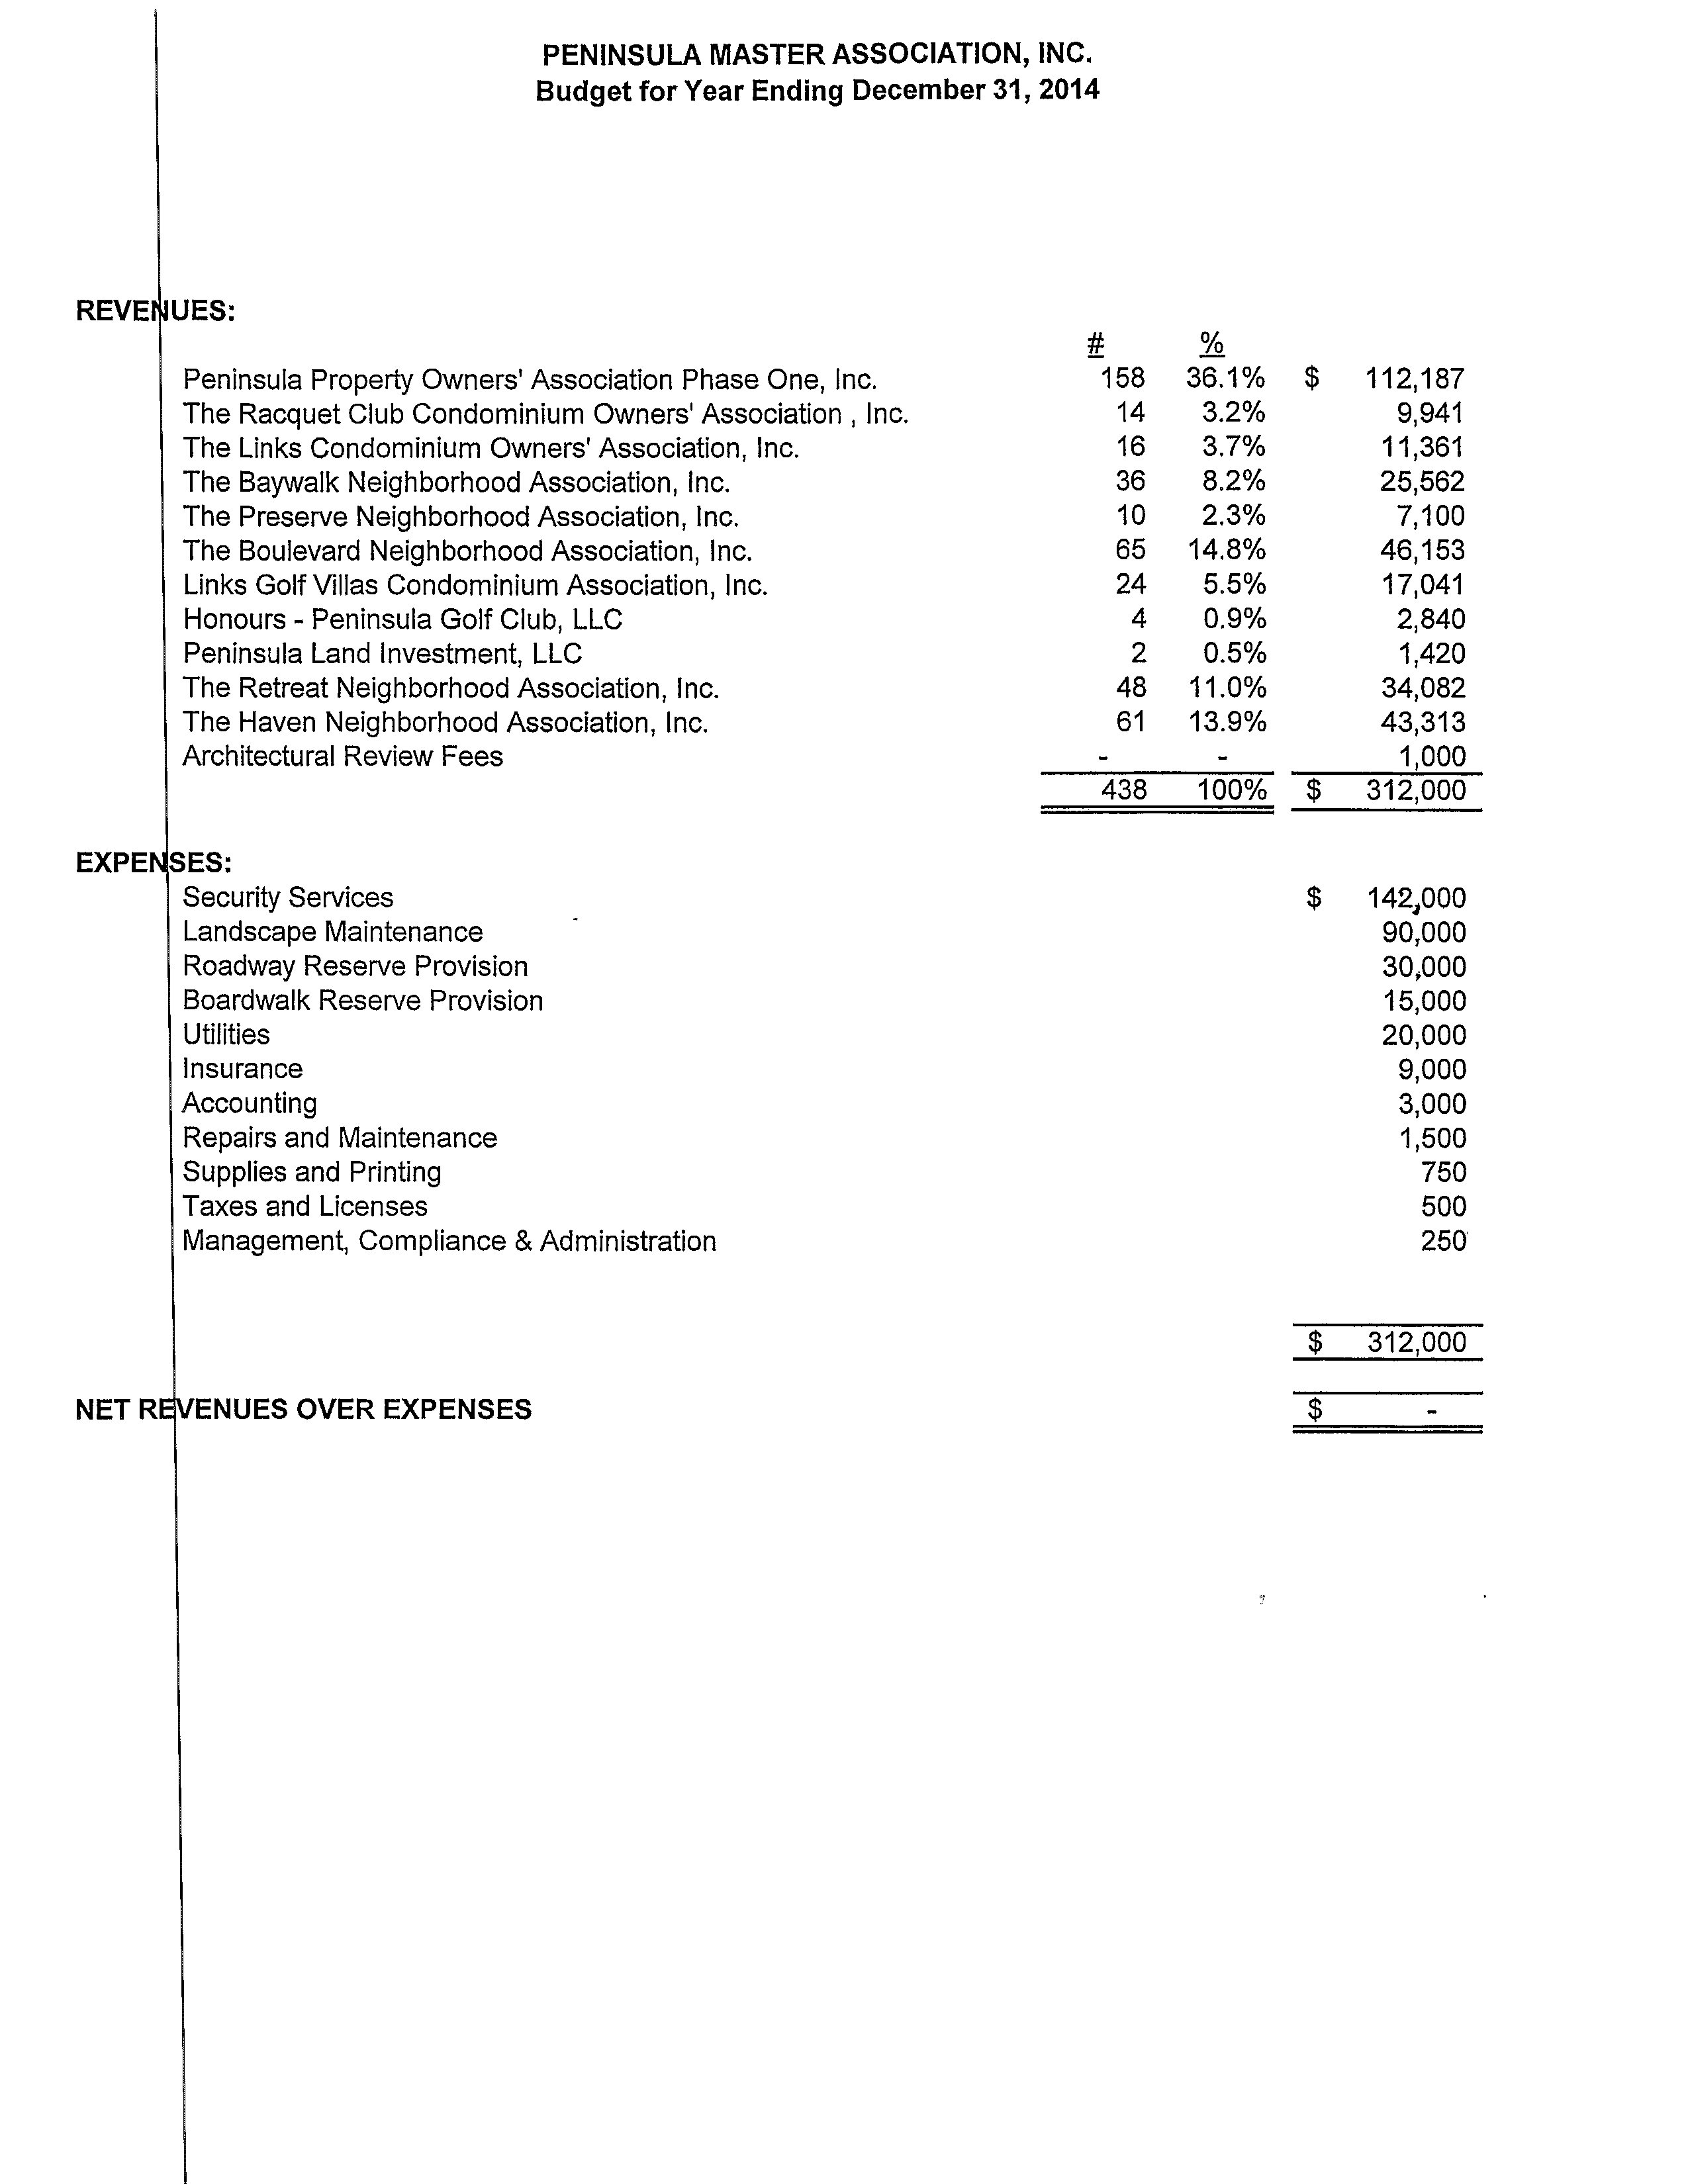 PENINSULA MASTER ASSOCIATION, INC.
Budget for Year Ending December 31, 2014
REVENUES:
# %
Peninsula Property Owners' Association Phase One, Inc. 158 36.1% $ 112,187
The Racquet Club Condominium Owners' Association , Inc. 14 3.2% 9,941
The Links Condominium Owners' Association, Inc. 16 3.7% 11,361
The Baywalk Neighborhood Association, Inc. 36 8.2% 25,562
The Preserve Neighborhood Association, Inc. 10 2.3% 7,100
The Boulevard Neighborhood Association, Inc. 65 14.8% 46,153
Links Golf Villas Condominium Association, Inc. 24 5.5% 17,041
Honours - Peninsula Golf Club, LLC 4 0.9% 2,840
Peninsula Land Investment, LLC 2 0.5% 1,420
The Retreat Neighborhood Association, Inc. 48 11.0% 34,082
The Haven Neighborhood Association, Inc. 61 13.9% 43,313
Architectural Review Fees - - 1,000
438 100% $ 312,000
EXPENSES:
Security Services $ 142,000
Landscape Maintenance 90,000
Roadway Reserve Provision 30,000
Boardwalk Reserve Provision 15,000
Utilities 20,000
Insurance 9,000
Accounting 3,000
Repairs and Maintenance 1,500
Supplies and Printing 750
Taxes and Licenses 500
Management, Compliance & Administration 250
$ 312,000
NET REVENUES OVER EXPENSES $ -